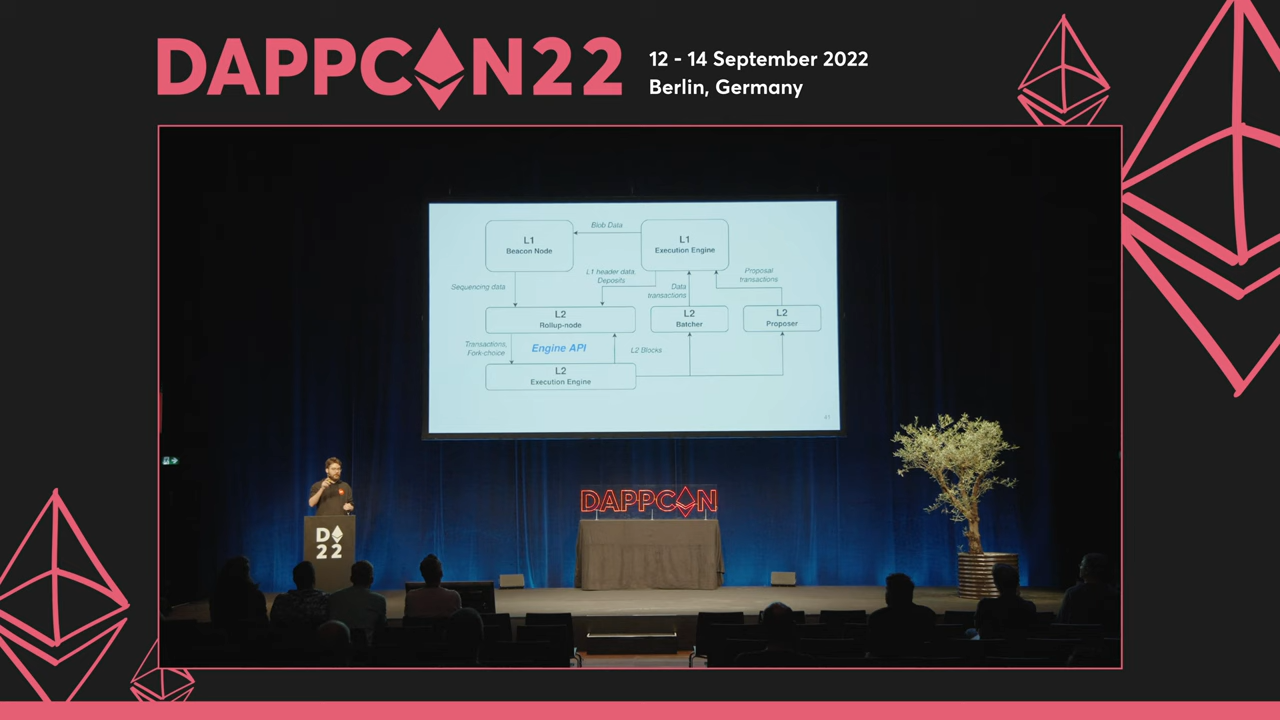 DAPPCON22
12 - 14 September 2022
Berlin, Germany
Blob Data
L1
Beacon Node
L1
Execution Engine
L1 header data,
Deposits
Proposal
transactions
Sequencing data
Data
transactions
L2
Rollup-node
L2
Batcher
L2
Proposer
Transactions,
Fork-choice
Engine API
L2 Blocks
L2
Execution Engine
DAPPCON
D
22